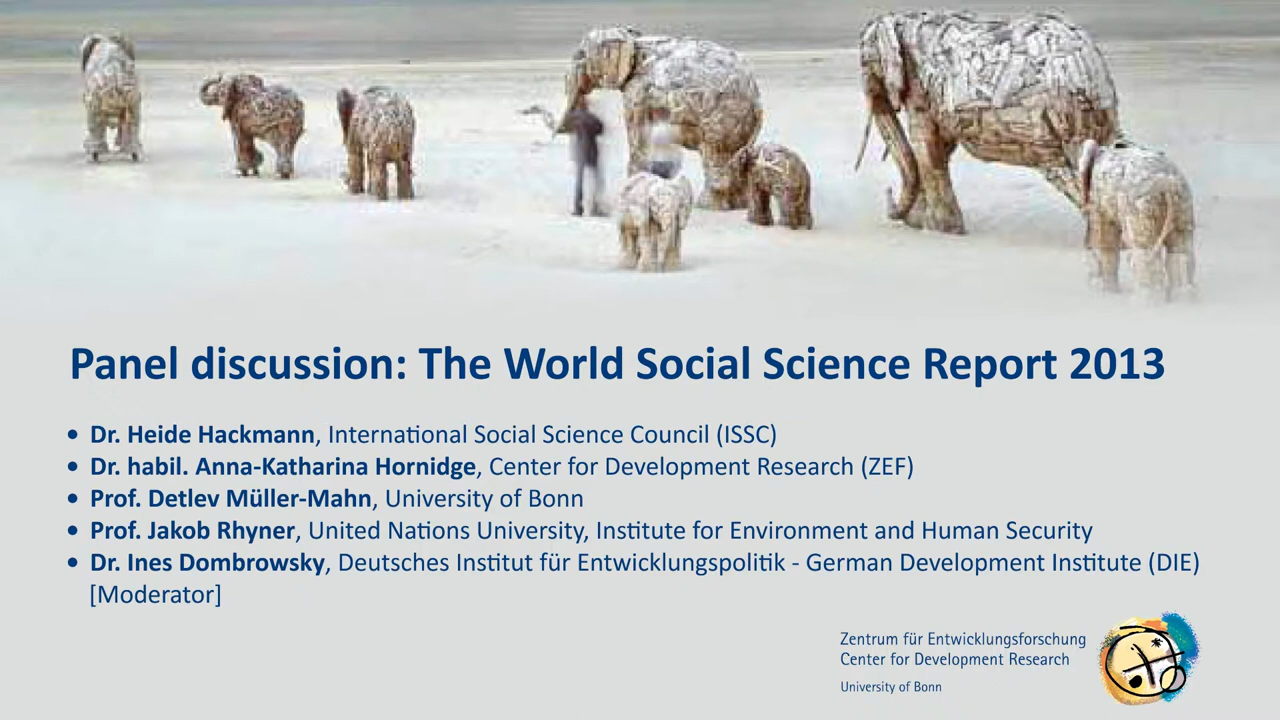 Panel discussion: The World Social Science Report 2013
• Dr. Heide Hackmann, International Social Science Council (ISSC)
• Dr. habil. Anna-Katharina Hornidge, Center for Development Research (ZEF)
• Prof. Detlev Müller-Mahn, University of Bonn
• Prof. Jakob Rhyner, United Nations University, Institute for Environment and Human Security
• Dr. Ines Dombrowsky, Deutsches Institut für Entwicklungspolitik - German Development Institute (DIE)
[Moderator]
Zentrum für Entwicklungsforschung
Center for Development Research
University of Bonn